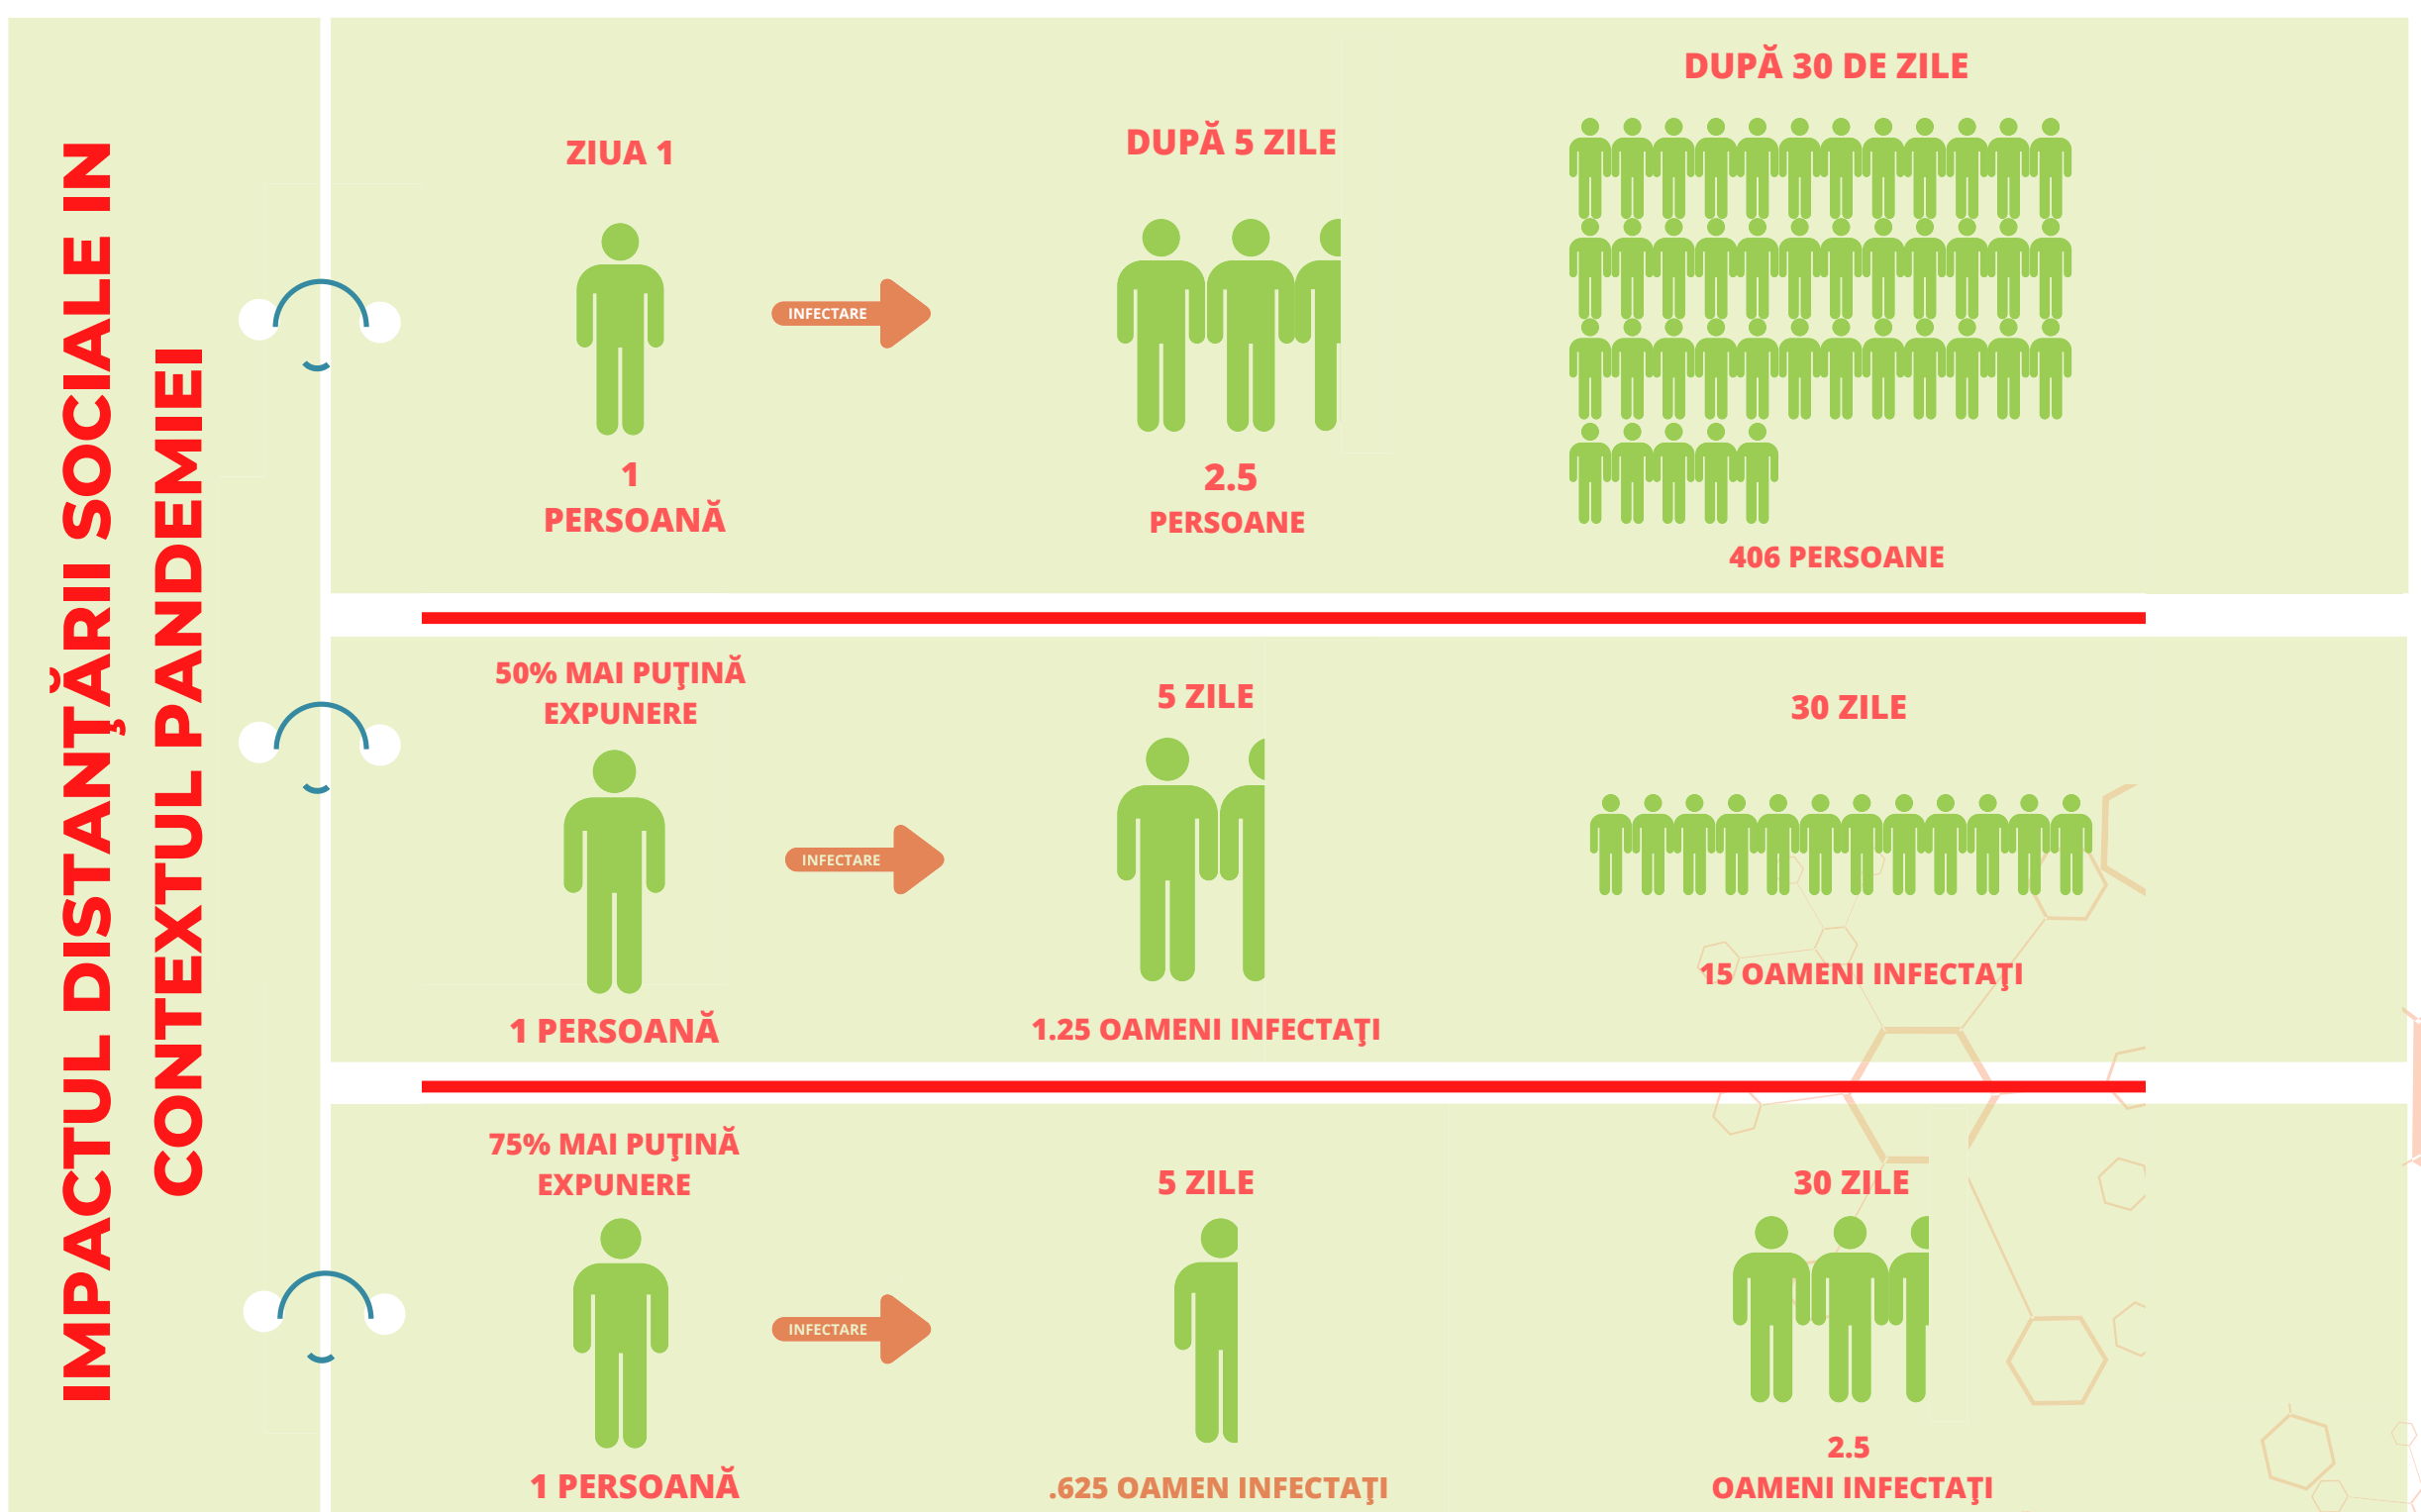 IMPACTUL DISTANŢĂRII SOCIALE IN
CONTEXTUL PANDEMIEI
ZIUA 1
DUPĂ 5 ZILE
DUPĂ 30 DE ZILE
INFECTARE
1
PERSOANĂ
2.5
PERSOANE
406 PERSOANE
50% MAI PUŢINĂ
EXPUNERE
5 ZILE
30 ZILE
INFECTARE
1 PERSOANĂ
1.25 OAMENI INFECTAŢI
15 OAMENI INFECTAŢI
75% MAI PUŢINĂ
EXPUNERE
5 ZILE
30 ZILE
INFECTARE
1 PERSOANĂ
.625 OAMEN INFECTAŢI
2.5
OAMENI INFECTAŢI